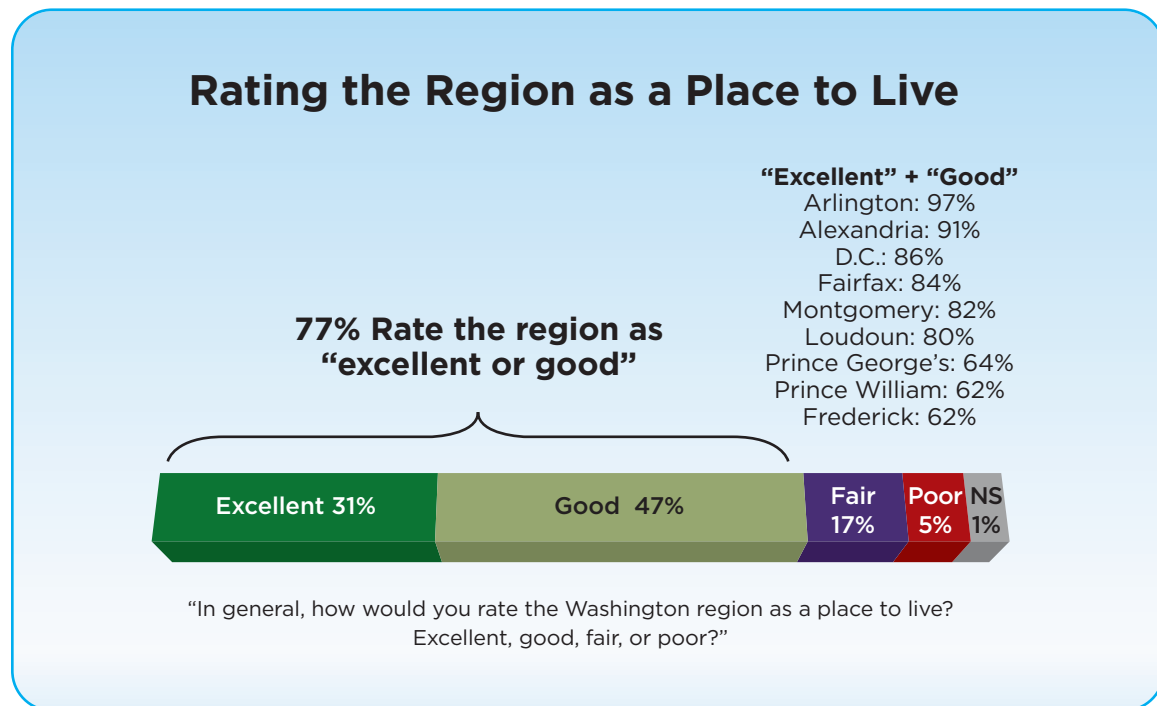 Rating the Region as a Place to Live
“Excellent” + “Good”
Arlington: 97%
Alexandria: 91%
D.C.: 86%
Fairfax: 84%
Montgomery: 82%
Loudoun: 80%
Prince George’s: 64%
Prince William: 62%
Frederick: 62%
77% Rate the region as
“excellent or good”
Excellent 31%
Good 47%
Fair
17%
Poor
5%
NS
1%
“In general, how would you rate the Washington region as a place to live?
Excellent, good, fair, or poor?”